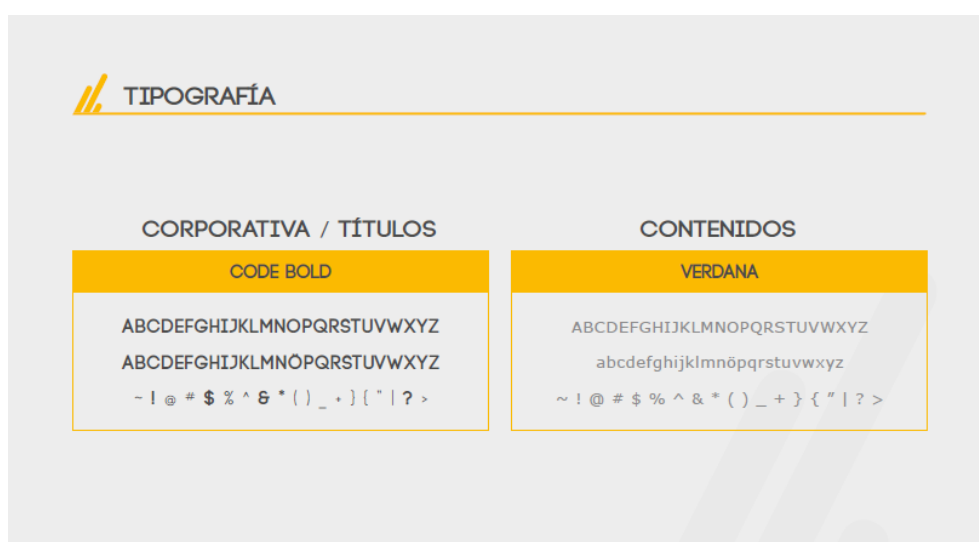 TIPOGRAFÍA
CORPORATIVA / TÍTULOS
CODE BOLD
ABCDEFGHIJKLMNOPQRSTUVWXYZ
ABCDEFGHIJKLMNÖPQRSTUVWXYZ
~ ! @ # $ % ^ & * ( ) _ + } { " | ? >
CONTENIDOS
VERDANA
ABCDEFGHIJKLMNOPQRSTUVWXYZ
abcdefghijklmnöpqrstuvwxyz
~ ! @ # $ % ^ & * ( ) _ + } { " | ? >